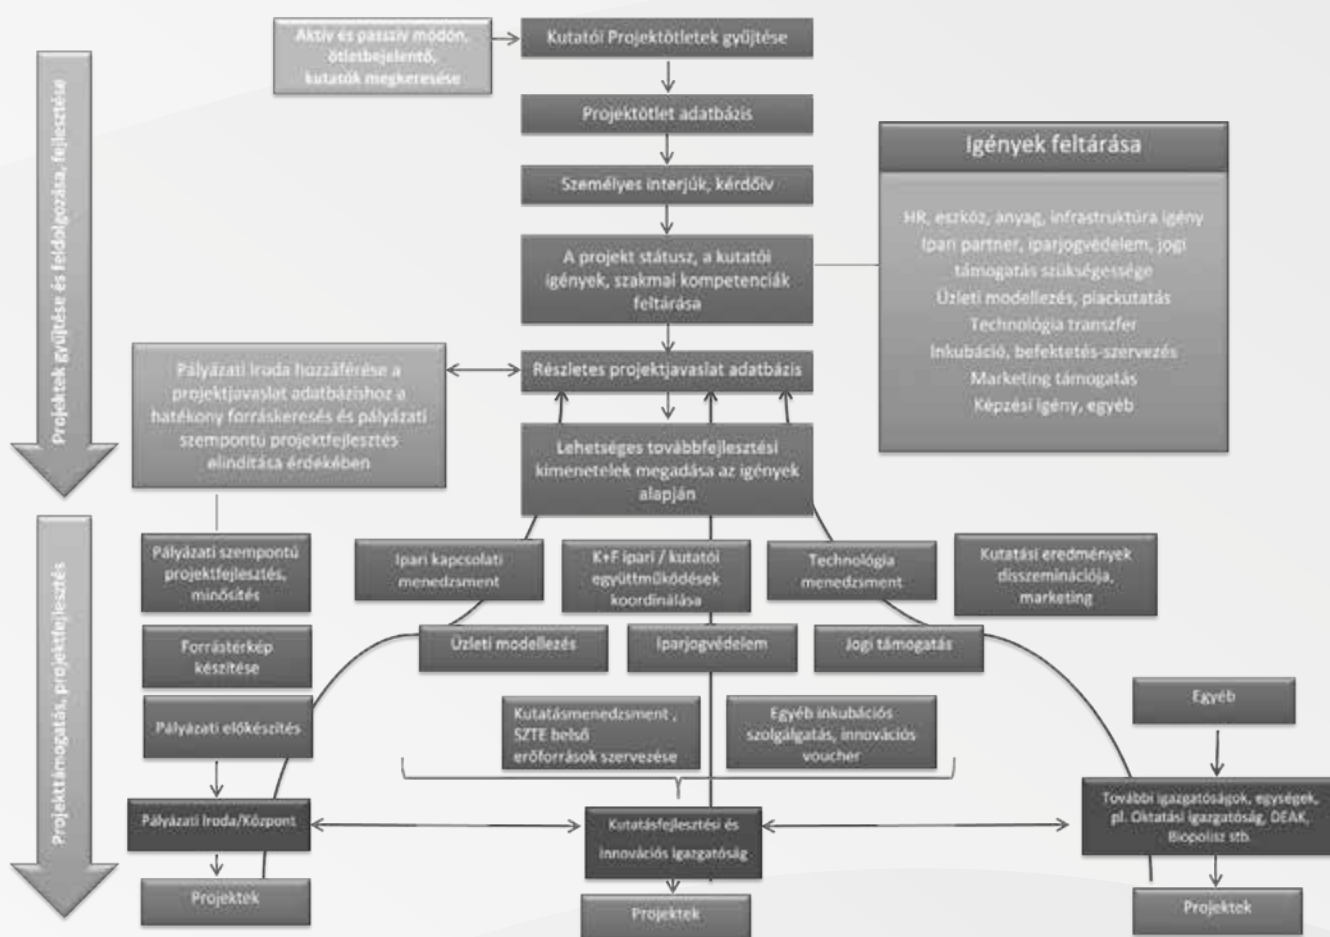 Projektek gyűjtése és feldolgozása, fejlesztése
Aktív és passzív módon,
ötletbejelentő,
kutatók megkeresése
Kutatói Projektötletek gyűjtése
Projektötlet adatbázis
Személyes interjúk, kérdőív
A projekt státusz, a kutatói
igények, szakmai kompetenciák
feltárása
Igények feltárása
HR, eszköz, anyag, infrastruktúra igény
Ipari partner, iparjogvédelem, jogi
támogatás szükségessége
Üzleti modellezés, piackutatás
Technológia transzfer
Inkubáció, befektetés-szervezés
Marketing támogatás
Képzési igény, egyéb
Pályázati Iroda hozzáférése a
projektjavaslat adatbázishoz a
hatékony forráskeresés és pályázati
szempontú projektfejlesztés
elindítása érdekében
Részletes projektjavaslat adatbázis
Lehetséges továbbfejlesztési
kimenetelek megadása az igények
alapján
Projekttámogatás, projektfejlesztés
Pályázati szempontú
projektfejlesztés,
minősítés
Ipari kapcsolati
menedzsment
K+F ipari / kutatói
együttműködések
koordinálása
Technológia
menedzsment
Kutatási eredmények
disszeminációja,
marketing
Forrástérkép
készítése
Üzleti modellezés
Iparjogvédelem
Jogi támogatás
Pályázati előkészítés
Kutatásmenedzsment ,
SZTE belső
erőforrások szervezése
Egyéb inkubációs
szolgálgatás, innovációs
voucher
Egyéb
Pályázati Iroda/Központ
Kutatásfejlesztési és
innovációs igazgatóság
További igazgatóságok, egységek,
pl. Oktatási igazgatóság, DEAK,
Biopolisz stb.
Projektek
Projektek
Projektek